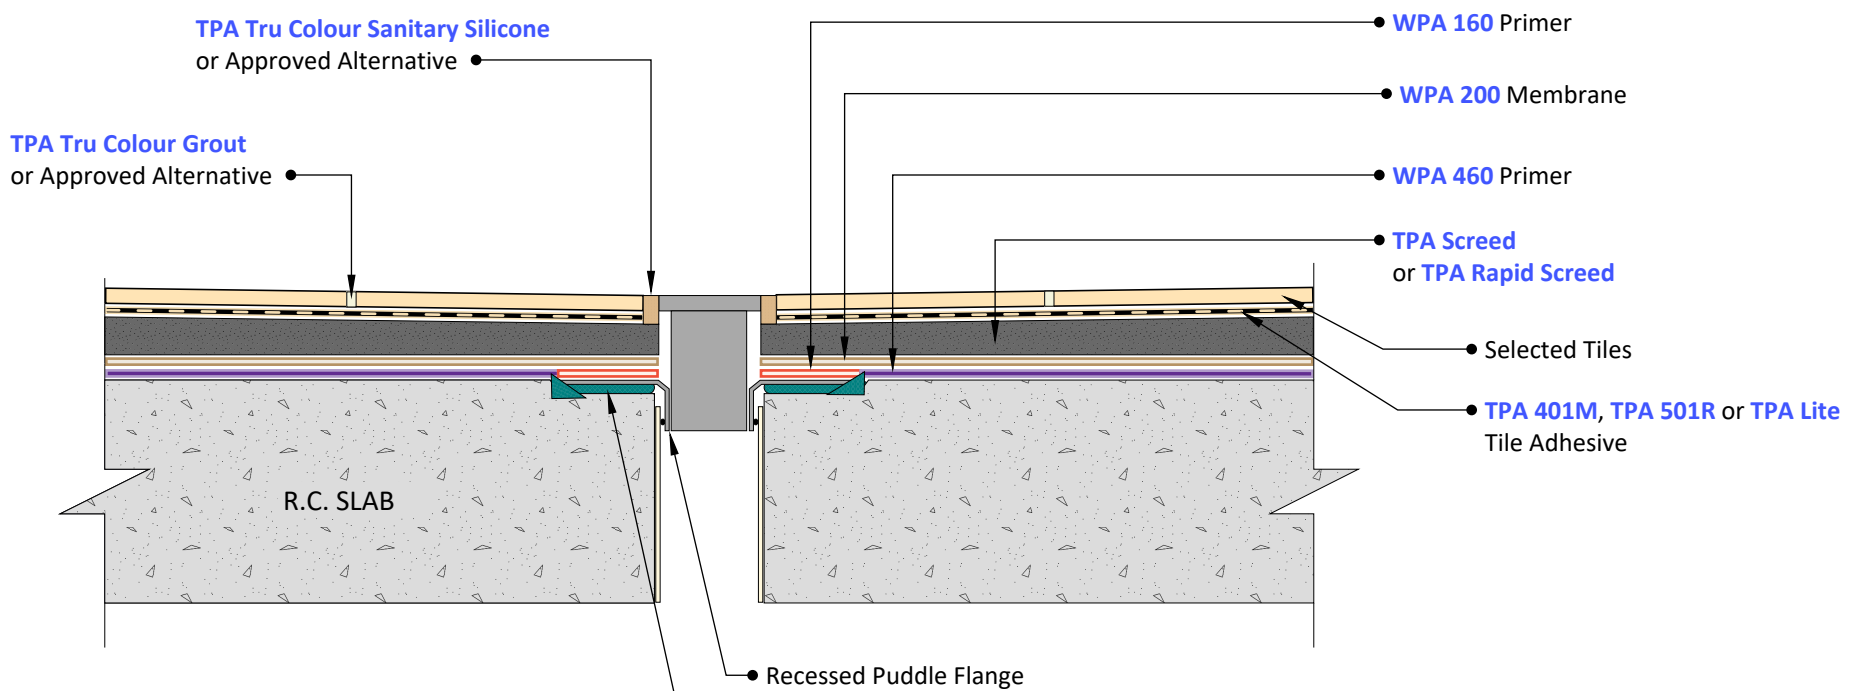 TPA Tru Colour Sanitary Silicone
or Approved Alternative
TPA Tru Colour Grout
or Approved Alternative
WPA 160 Primer
WPA 200 Membrane
WPA 460 Primer
TPA Screed
or TPA Rapid Screed
Selected Tiles
TPA 401M, TPA 501R or TPA Lite
Tile Adhesive
R.C. SLAB
Recessed Puddle Flange